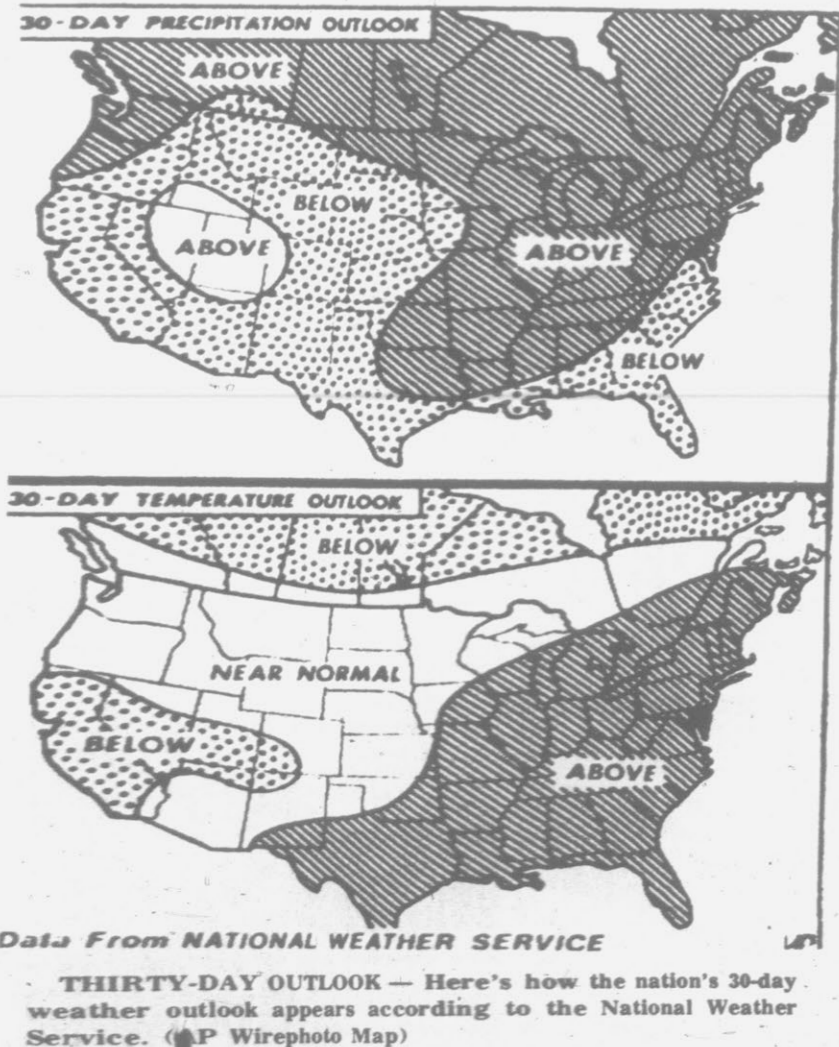 30-DAY PRECIPITATION OUTLOOK
ABOVE
BELOW
ABOVE
ABOVE
BELOW
30-DAY TEMPERATURE OUTLOOK
BELOW
NEAR NORMAL
BELOW
ABOVE
Data From NATIONAL WEATHER SERVICE
THIRTY-DAY OUTLOOK — Here's how the nation's 30-day
weather outlook appears according to the National Weather
Service. (AP Wirephoto Map)